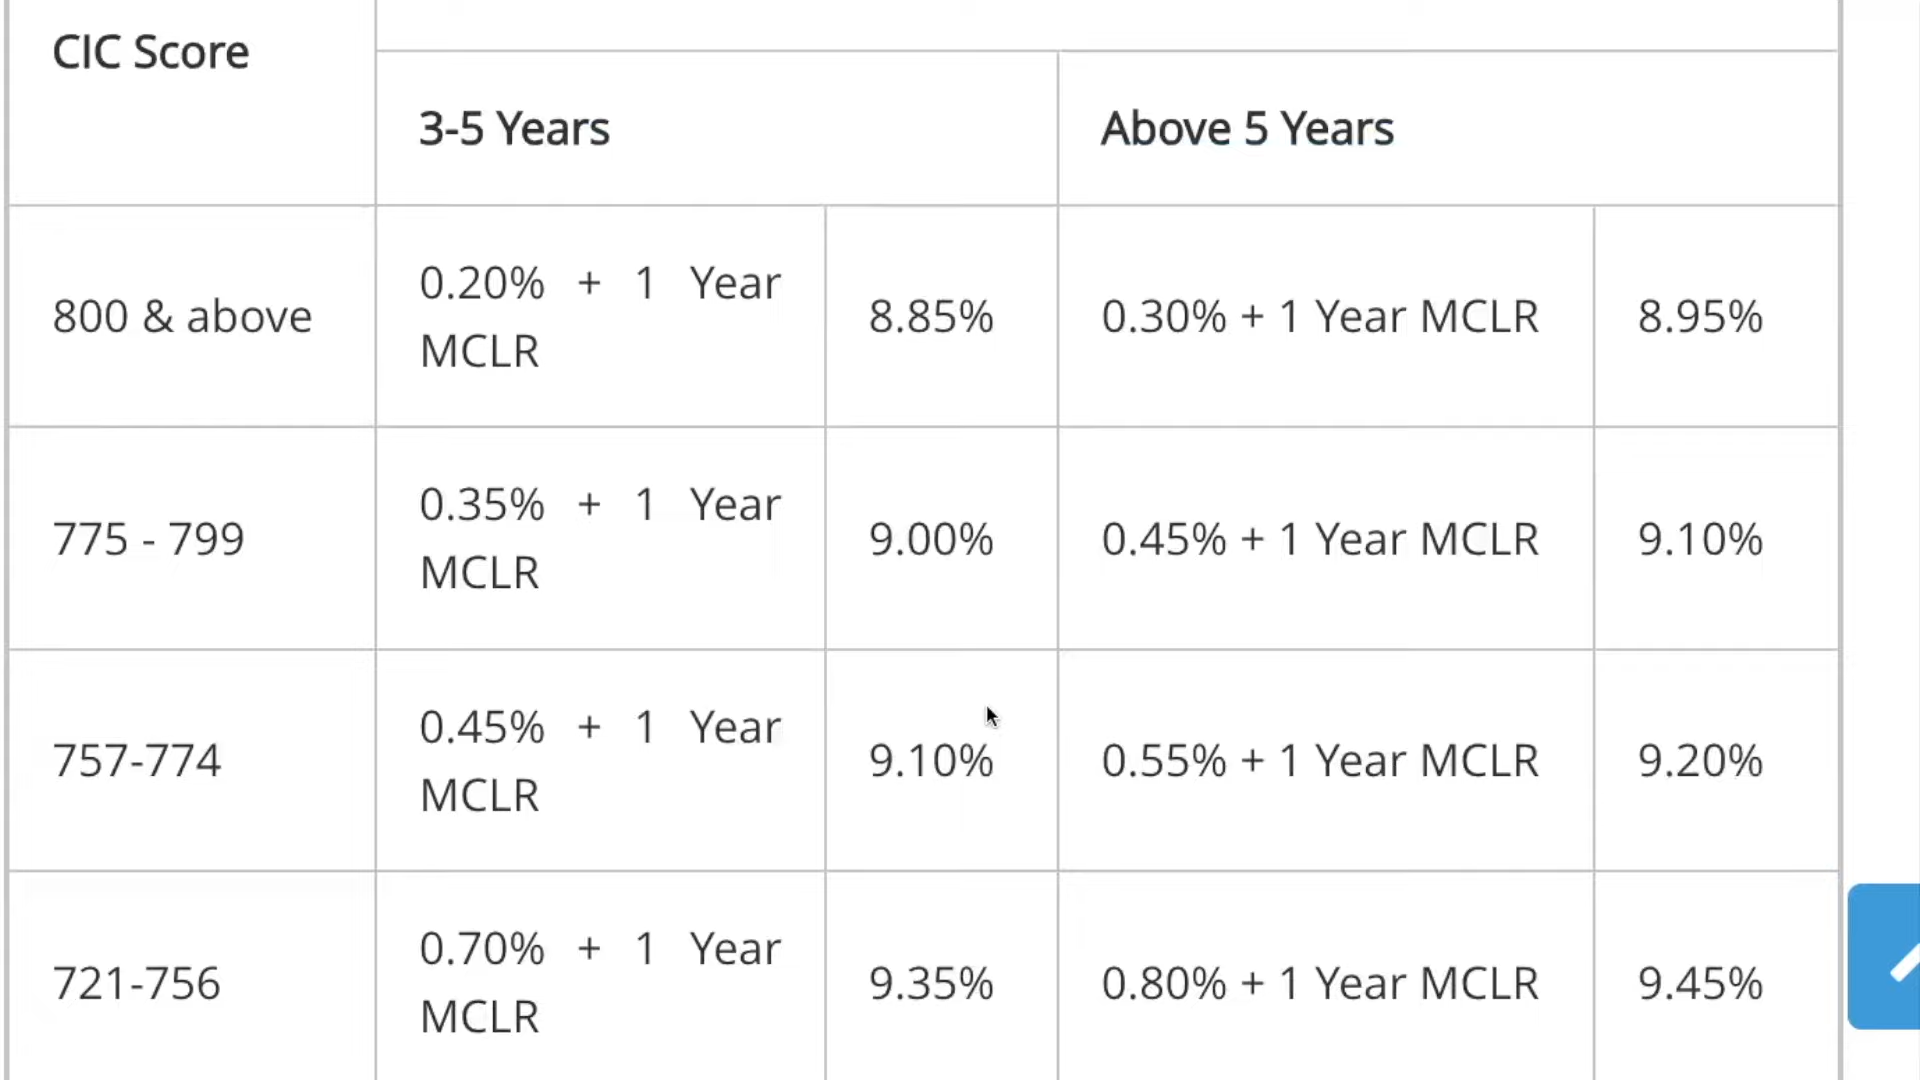 CIC Score
3-5 Years
Above 5 Years
800 & above
0.20% + 1 Year
MCLR
8.85%
0.30% + 1 Year MCLR
8.95%
775 - 799
0.35% + 1 Year
MCLR
9.00%
0.45% + 1 Year MCLR
9.10%
757-774
0.45% + 1 Year
MCLR
9.10%
0.55% + 1 Year MCLR
9.20%
721-756
0.70% + 1 Year
MCLR
9.35%
0.80% + 1 Year MCLR
9.45%